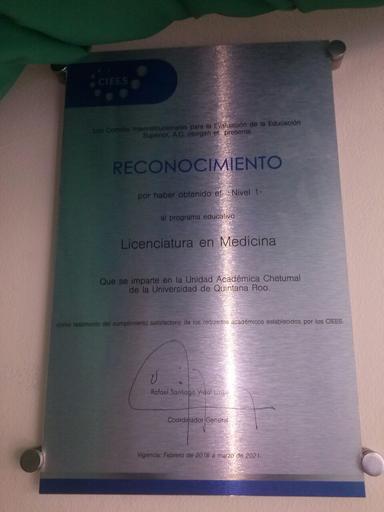 CIEES
Los Comités Interinstitucionales para la Evaluación de la Educación
Superior, A.C. otorgan el presente
RECONOCIMIENTO
por haber obtenido el -Nivel 1-
al programa educativo
Licenciatura en Medicina
Que se imparte en la Unidad Académica Chetumal
de la Universidad de Quintana Roo.
como testimonio del cumplimiento satisfactorio de los requisitos académicos establecidos por los CIEES.
Rafael Santiago Vidal Uribe
Coordinador General
Vigencia: Febrero de 2018 a marzo de 2021.